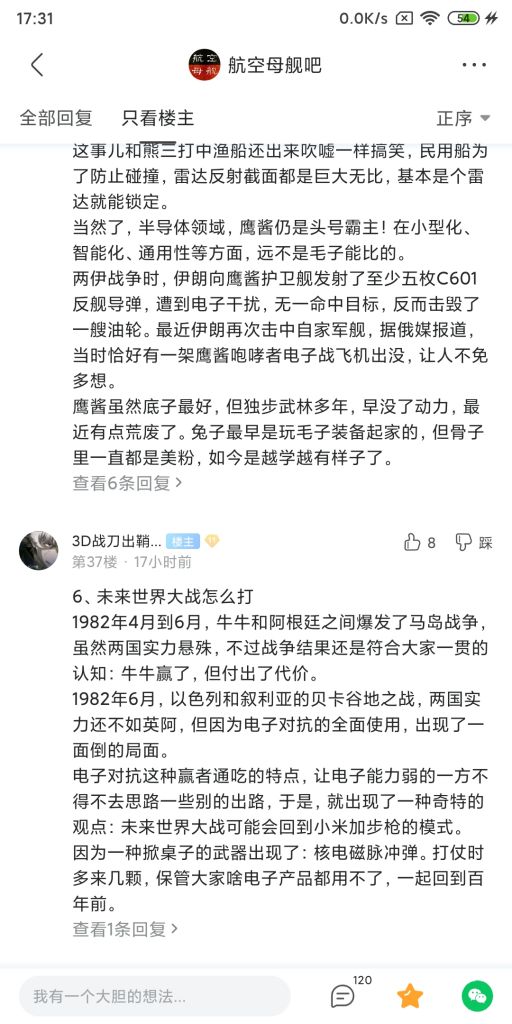 17:31
0.0K/s
54
航空母舰
航空母舰吧
全部回复
只看楼主
正序
这事儿和熊三打中渔船还出来吹嘘一样搞笑，民用船为
了防止碰撞，雷达反射截面都是巨大无比，基本是个雷
达就能锁定。
当然了，半导体领域，鹰酱仍是头号霸主！在小型化、
智能化、通用性等方面，远不是毛子能比的。
两伊战争时，伊朗向鹰酱护卫舰发射了至少五枚C601
反舰导弹，遭到电子干扰，无一命中目标，反而击毁了
一艘油轮。最近伊朗再次击中自家军舰，据俄媒报道，
当时恰好有一架鹰酱咆哮者电子战飞机出没，让人不免
多想。
鹰酱虽然底子最好，但独步武林多年，早没了动力，最
近有点荒废了。兔子最早是玩毛子装备起家的，但骨子
里一直都是美粉，如今是越学越有样子了。
查看6条回复
3D战刀出鞘...
楼主
8
踩
第37楼 · 17小时前
6、未来世界大战怎么打
1982年4月到6月，牛牛和阿根廷之间爆发了马岛战争，
虽然两国实力悬殊，不过战争结果还是符合大家一贯的
认知：牛牛赢了，但付出了代价。
1982年6月，以色列和叙利亚的贝卡谷地之战，两国实
力还不如英阿，但因为电子对抗的全面使用，出现了一
面倒的局面。
电子对抗这种赢者通吃的特点，让电子能力弱的一方不
得不去思路一些别的出路，于是，就出现了一种奇特的
观点：未来世界大战可能会回到小米加步枪的模式。
因为一种掀桌子的武器出现了：核电磁脉冲弹。打仗时
多来几颗，保管大家啥电子产品都用不了，一起回到百
年前。
查看1条回复
我有一个大胆的想法...
120